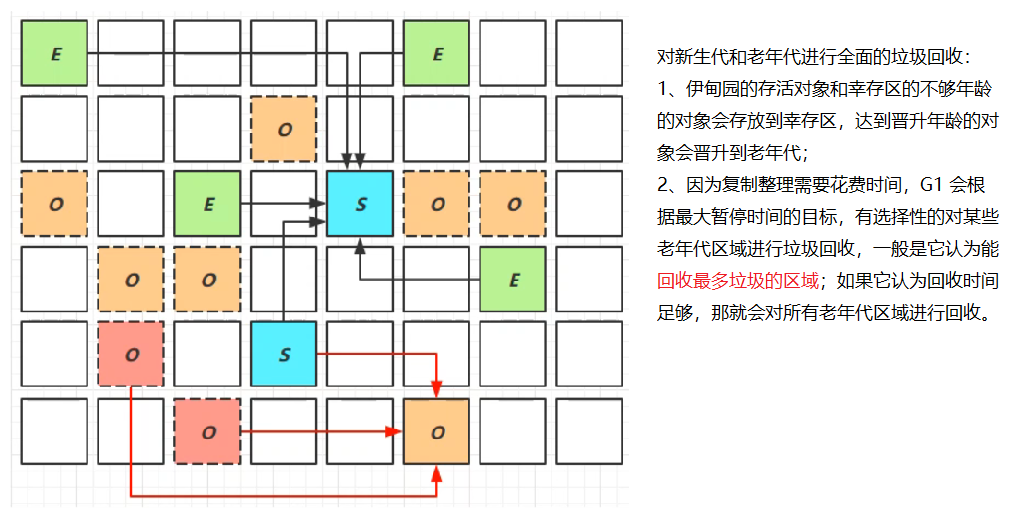 E
E
O
O
E
S
O
O
O
O
E
O
S
O
O
对新生代和老年代进行全面的垃圾回收：
1、伊甸园的存活对象和幸存区的不够年龄
的对象会存放到幸存区，达到晋升年龄的对
象会晋升到老年代；
2、因为复制整理需要花费时间，G1 会根
据最大暂停时间的目标，有选择性的对某些
老年代区域进行垃圾回收，一般是它认为能
回收最多垃圾的区域；如果它认为回收时间
足够，那就会对所有老年代区域进行回收。